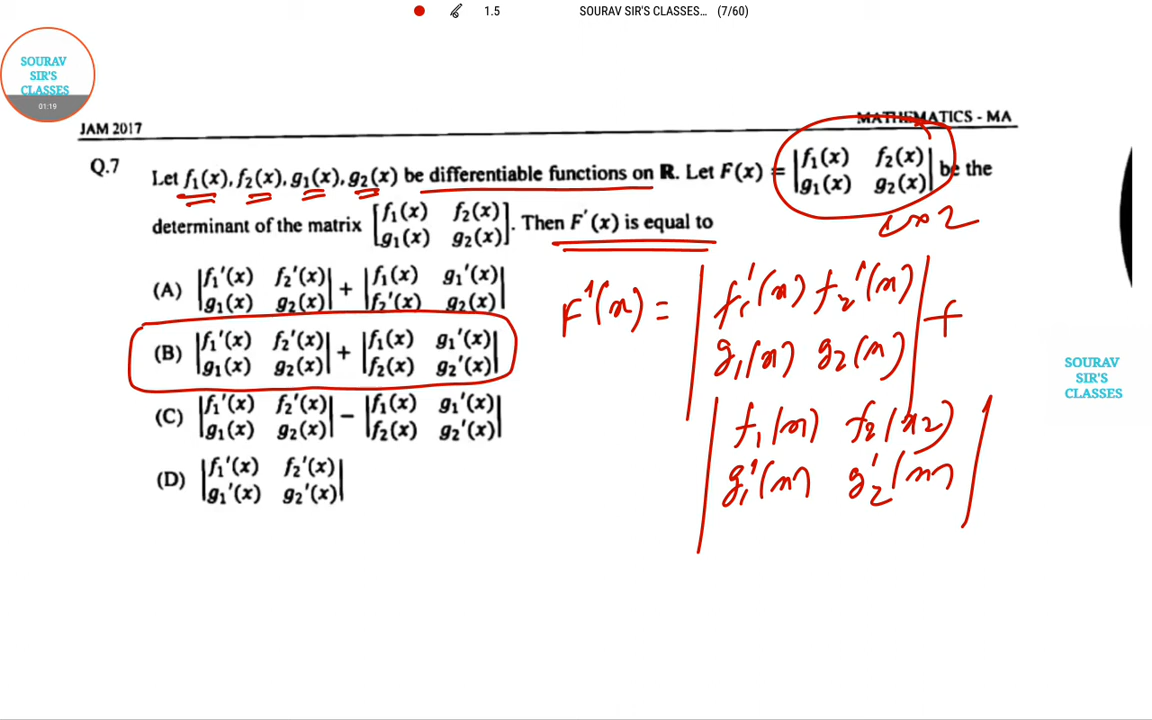 1.5 SOURAV SIR'S CLASSES... (7/60)
SOURAV
SIR'S
CLASSES
01:19
JAM 2017 MATHEMATICS - MA
Q.7 Let f₁(x), f₂(x), g₁(x), g₂(x) be differentiable functions on R. Let F(x) = |f₁(x) f₂(x)| be the
|g₁(x) g₂(x)|
determinant of the matrix [f₁(x) f₂(x)]. Then F′(x) is equal to
[g₁(x) g₂(x)]
2×2
(A) |f₁′(x) f₂′(x)| + |f₁(x) g₁′(x)|
|g₁(x) g₂(x)| |f₂′(x) g₂(x)|
(B) |f₁′(x) f₂′(x)| + |f₁(x) g₁′(x)|
|g₁(x) g₂(x)| |f₂(x) g₂′(x)|
(C) |f₁′(x) f₂′(x)| − |f₁(x) g₁′(x)|
|g₁(x) g₂(x)| |f₂(x) g₂′(x)|
(D) |f₁′(x) f₂′(x)|
|g₁′(x) g₂′(x)|
F′(x) = |f₁′(x) f₂′(x)| +
|g₁(x) g₂(x)|
|f₁(x) f₂(x2)|
|g₁′(x) g₂′(x)|
SOURAV
SIR'S
CLASSES